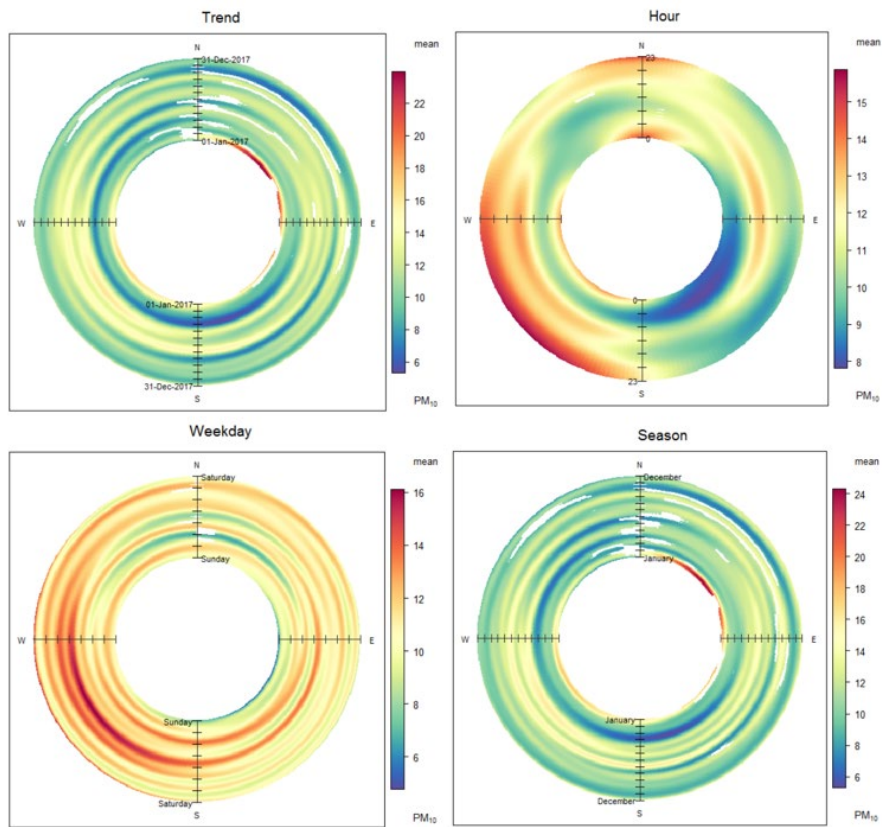 Trend
mean
N
31-Dec-2017
01-Jan-2017
W
E
01-Jan-2017
31-Dec-2017
S
22
20
18
16
14
12
10
8
6
PM₁₀
Hour
mean
N
23
0
W
E
0
23
S
15
14
13
12
11
10
9
8
PM₁₀
Weekday
mean
N
Saturday
Sunday
W
E
Sunday
Saturday
S
16
14
12
10
8
6
PM₁₀
Season
mean
N
December
January
W
E
January
December
S
24
22
20
18
16
14
12
10
8
6
PM₁₀